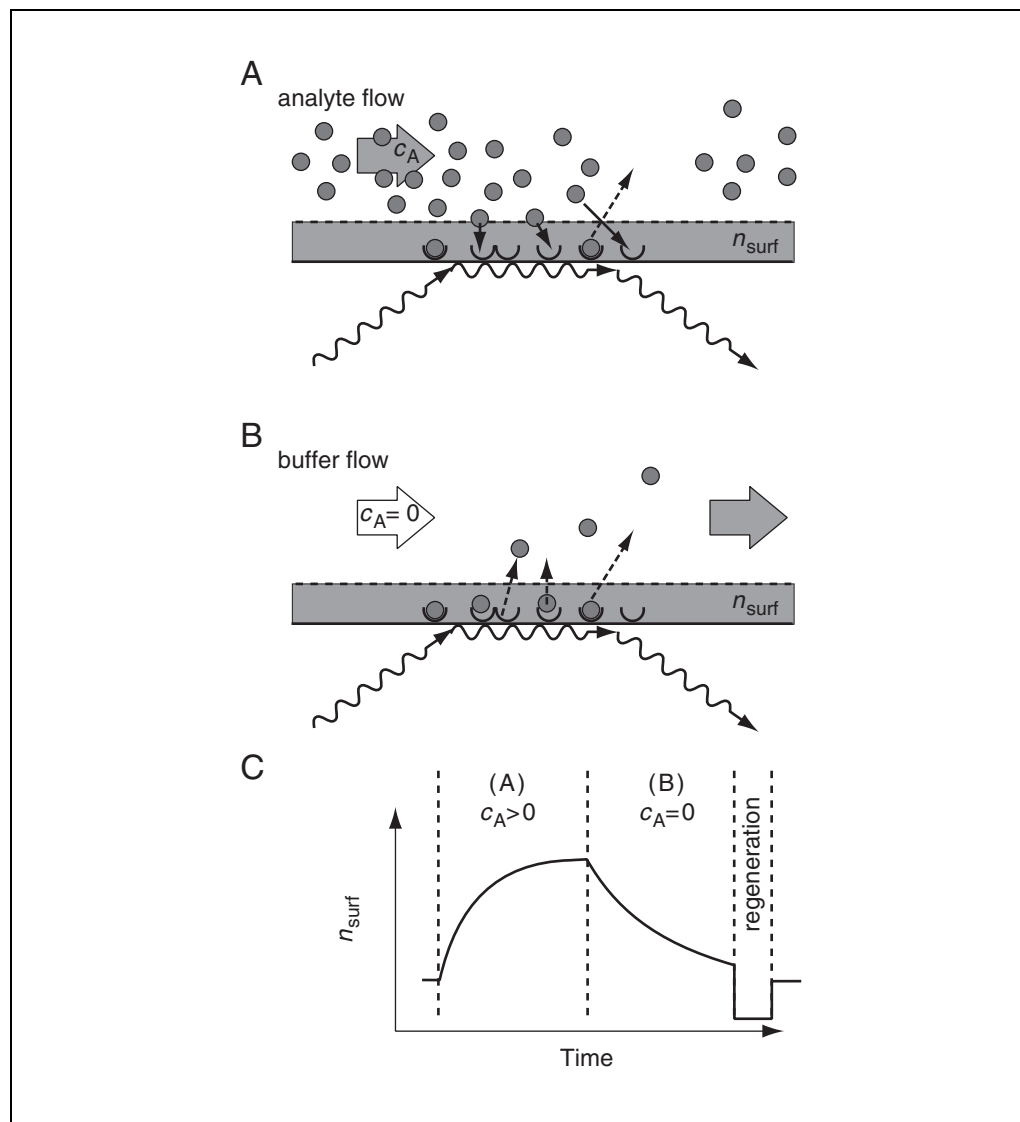 A
analyte flow
cA
nsurf
B
buffer flow
cA= 0
nsurf
C
(A)
cA>0
(B)
cA=0
regeneration
nsurf
Time